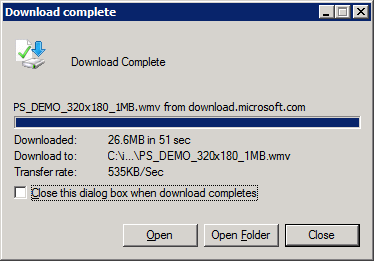 Download complete
Download Complete
PS_DEMO_320x180_1MB.wmv from download.microsoft.com
Downloaded: 26.6MB in 51 sec
Download to: C:\i...\PS_DEMO_320x180_1MB.wmv
Transfer rate: 535KB/Sec
Close this dialog box when download completes
Open Open Folder Close